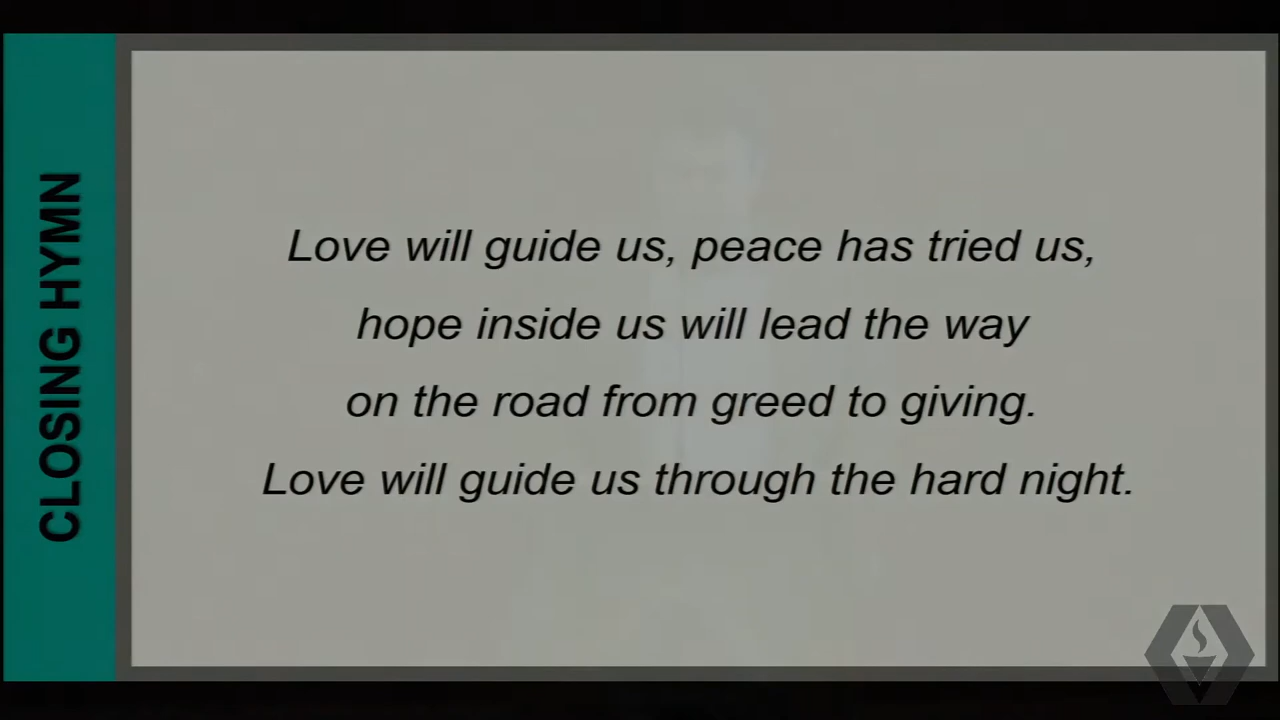 CLOSING HYMN
Love will guide us, peace has tried us,
hope inside us will lead the way
on the road from greed to giving.
Love will guide us through the hard night.